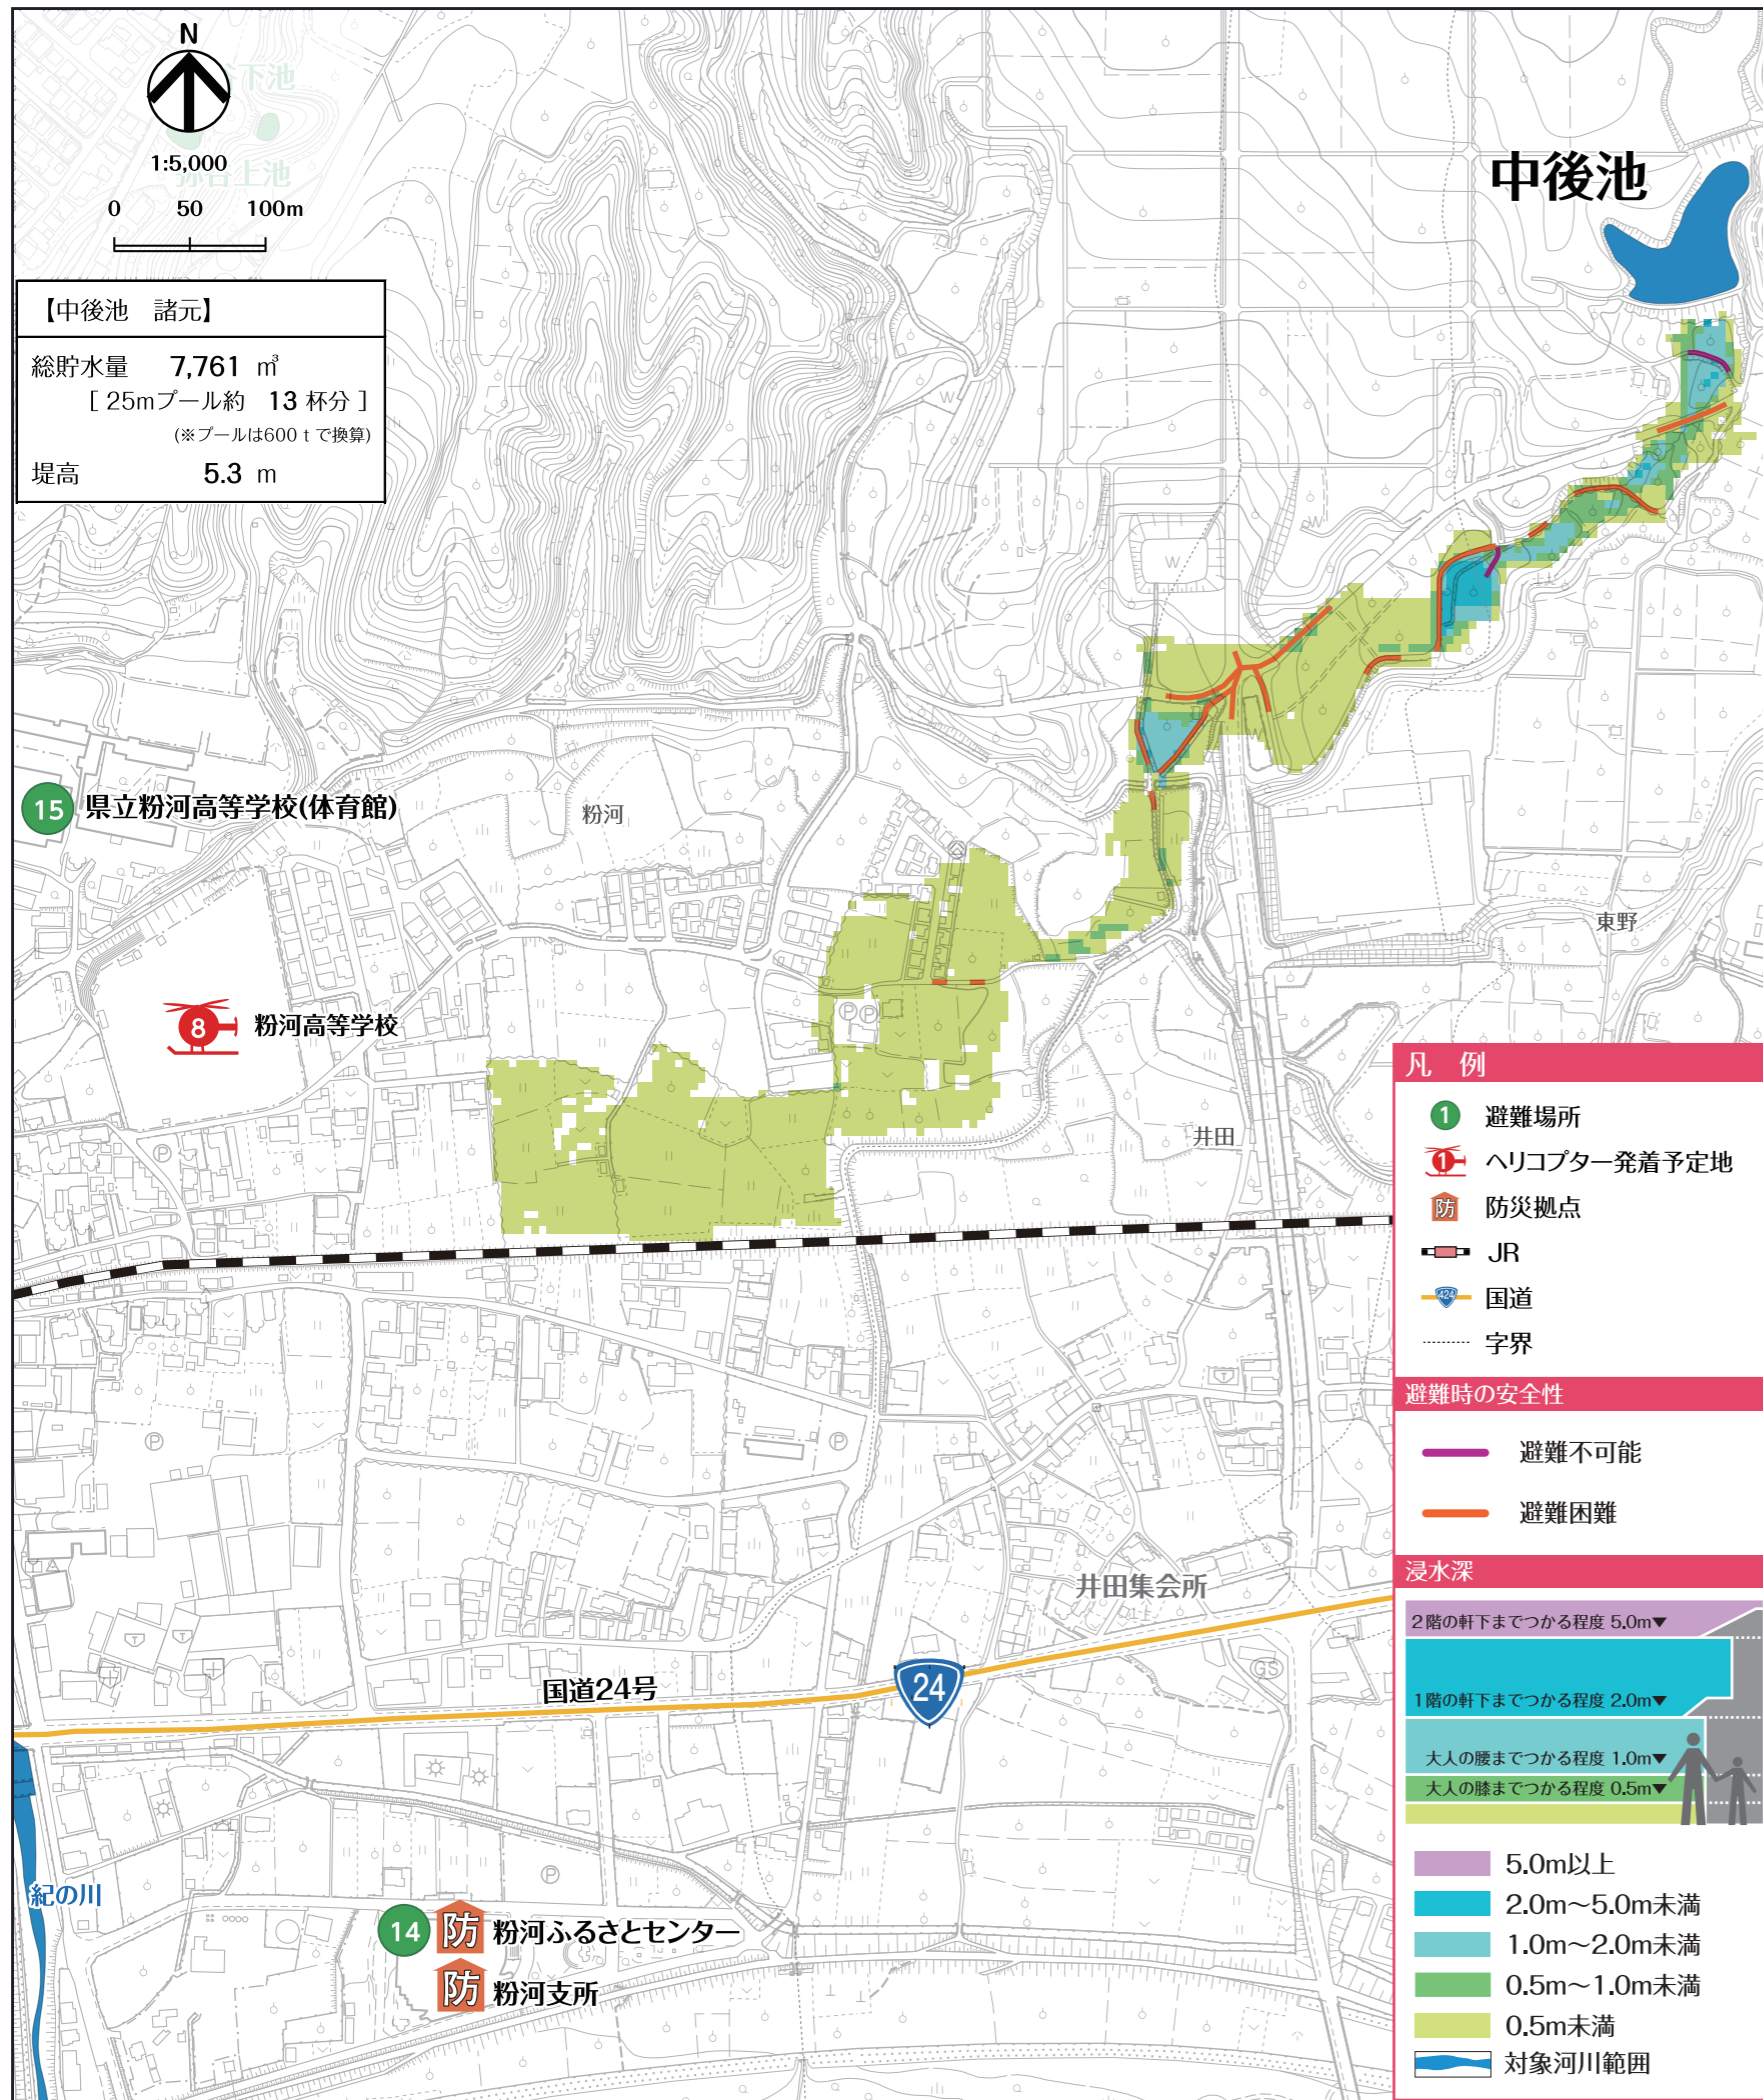 N
1:5,000
0 50 100m
中後池
【中後池 諸元】
総貯水量 7,761 ㎥
[ 25mプール約 13 杯分 ]
(※プールは600 t で換算)
堤高 5.3 m
W
W
W
W
15 県立粉河高等学校(体育館)
粉河
東野
8 粉河高等学校
P P
井田
P
P
P
井田集会所
国道24号
24
GS
P
紀の川
14 防 粉河ふるさとセンター
防 粉河支所
凡 例
1 避難場所
1 ヘリコプター発着予定地
防 防災拠点
JR
424 国道
字界
避難時の安全性
避難不可能
避難困難
浸水深
2階の軒下までつかる程度 5.0m▼
1階の軒下までつかる程度 2.0m▼
大人の腰までつかる程度 1.0m▼
大人の膝までつかる程度 0.5m▼
5.0m以上
2.0m〜5.0m未満
1.0m〜2.0m未満
0.5m〜1.0m未満
0.5m未満
対象河川範囲